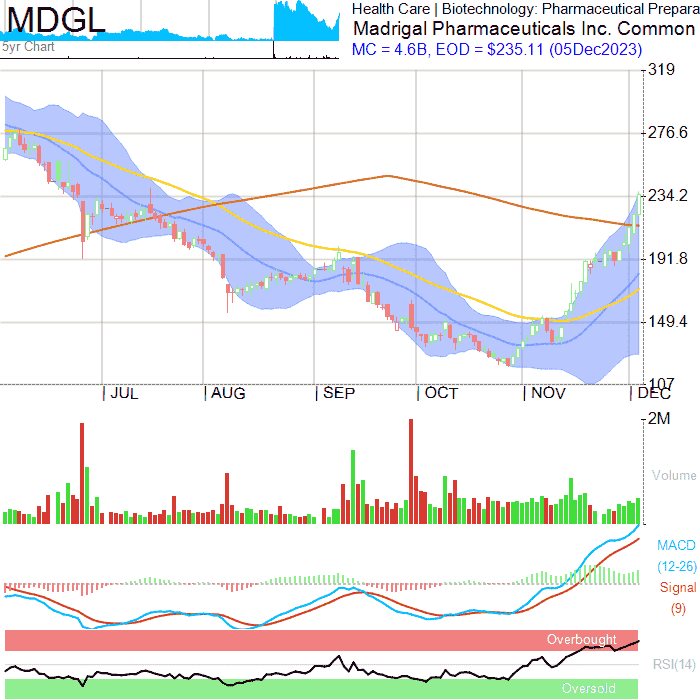 MDGL
5yr Chart
Health Care | Biotechnology: Pharmaceutical Prepara
Madrigal Pharmaceuticals Inc. Common
MC = 4.6B, EOD = $235.11 (05Dec2023)
319
276.6
234.2
191.8
149.4
107
JUL AUG SEP OCT NOV DEC
2M
Volume
MACD
(12-26)
Signal
(9)
Overbought
RSI(14)
Oversold